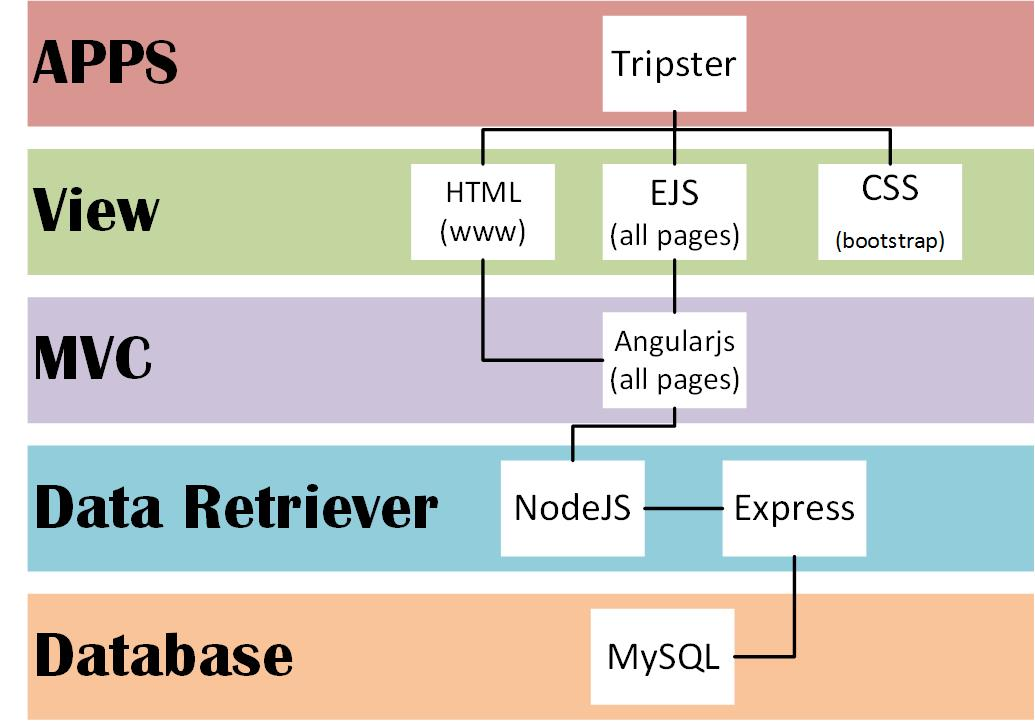 APPS
Tripster
View
HTML
(www)
EJS
(all pages)
CSS
(bootstrap)
MVC
Angularjs
(all pages)
Data Retriever
NodeJS
Express
Database
MySQL